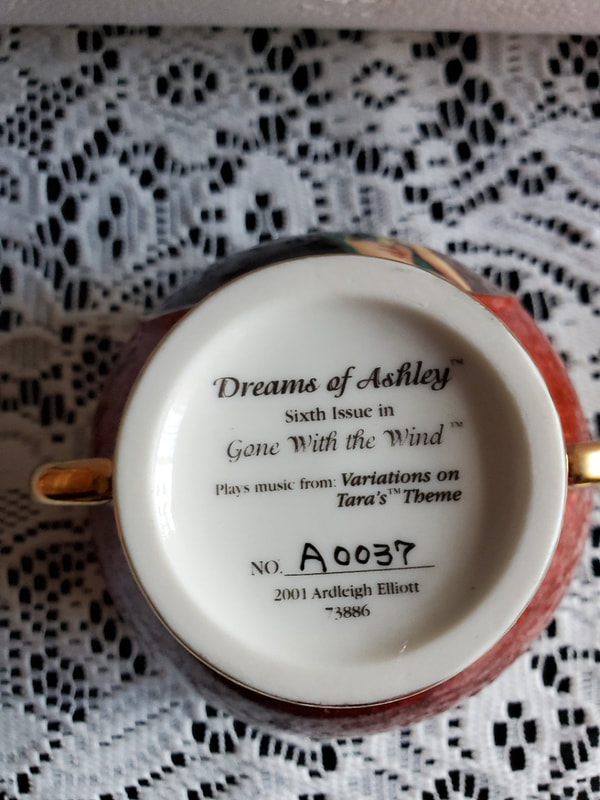 Dreams of Ashley™
Sixth Issue in
Gone With the Wind™
Plays music from: Variations on
Tara's™ Theme
NO. A0037
2001 Ardleigh Elliott
73886